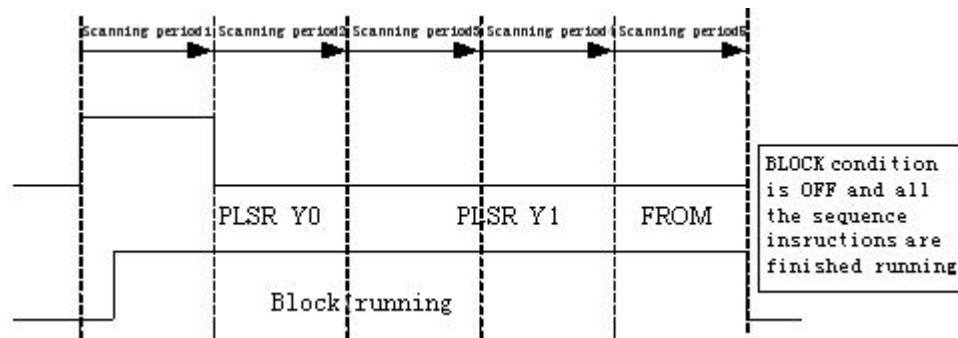 Scanning period1 Scanning period2 Scanning period3 Scanning period4 Scanning period5
BLOCK condition
is OFF and all
the sequence
insructions are
finished running
PLSR Y0 PLSR Y1 FROM
Block running